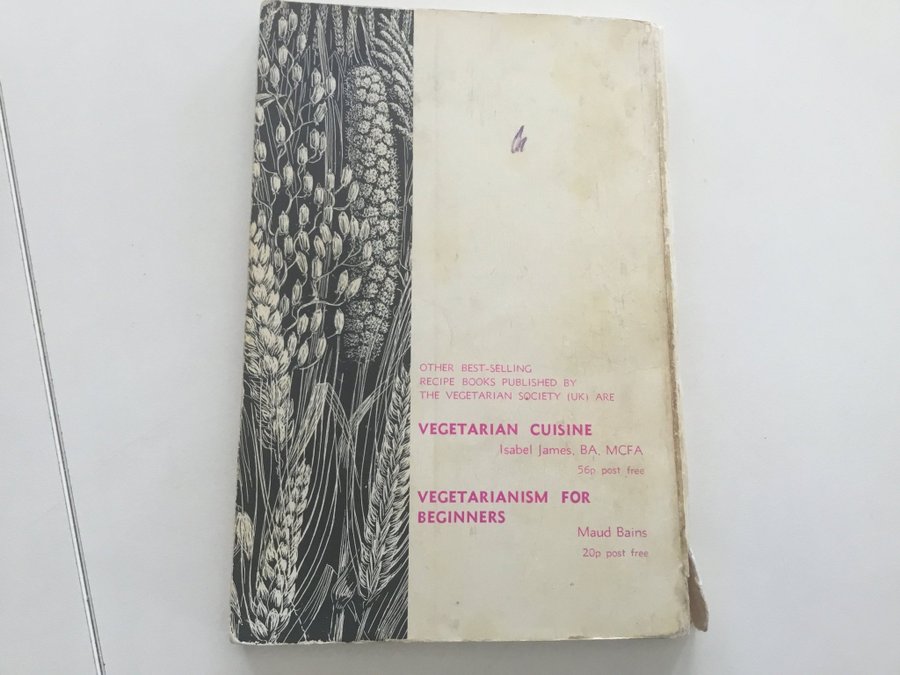 OTHER BEST-SELLING
RECIPE BOOKS PUBLISHED BY
THE VEGETARIAN SOCIETY (UK) ARE
VEGETARIAN CUISINE
Isabel James, BA, MCFA
56p post free
VEGETARIANISM FOR
BEGINNERS
Maud Bains
20p post free